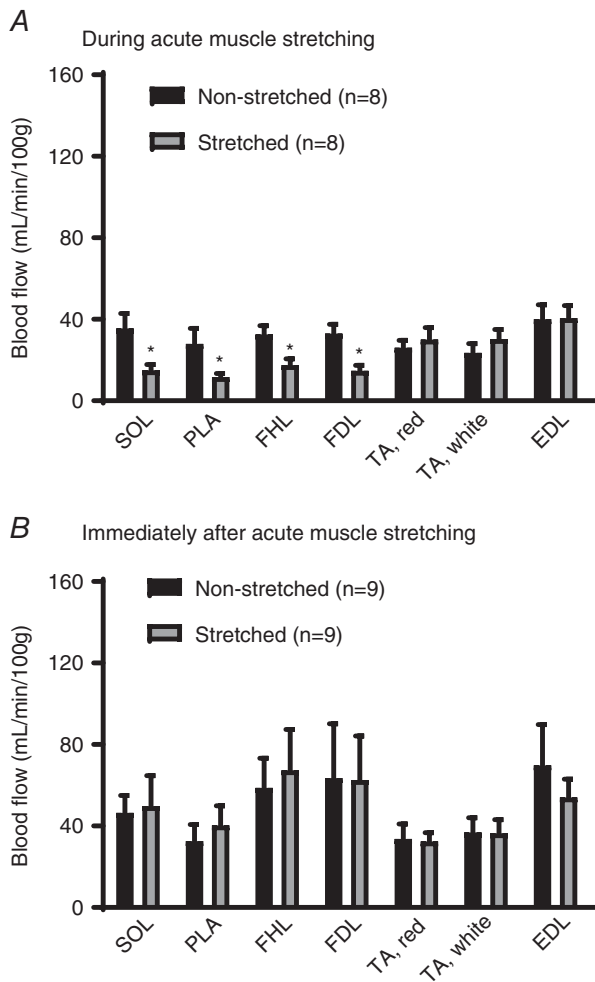 A
During acute muscle stretching
Blood flow (mL/min/100g)
160
120
80
40
0
Non-stretched (n=8)
Stretched (n=8)
*
*
*
*
SOL
PLA
FHL
FDL
TA, red
TA, white
EDL
B
Immediately after acute muscle stretching
Blood flow (mL/min/100g)
160
120
80
40
0
Non-stretched (n=9)
Stretched (n=9)
SOL
PLA
FHL
FDL
TA, red
TA, white
EDL